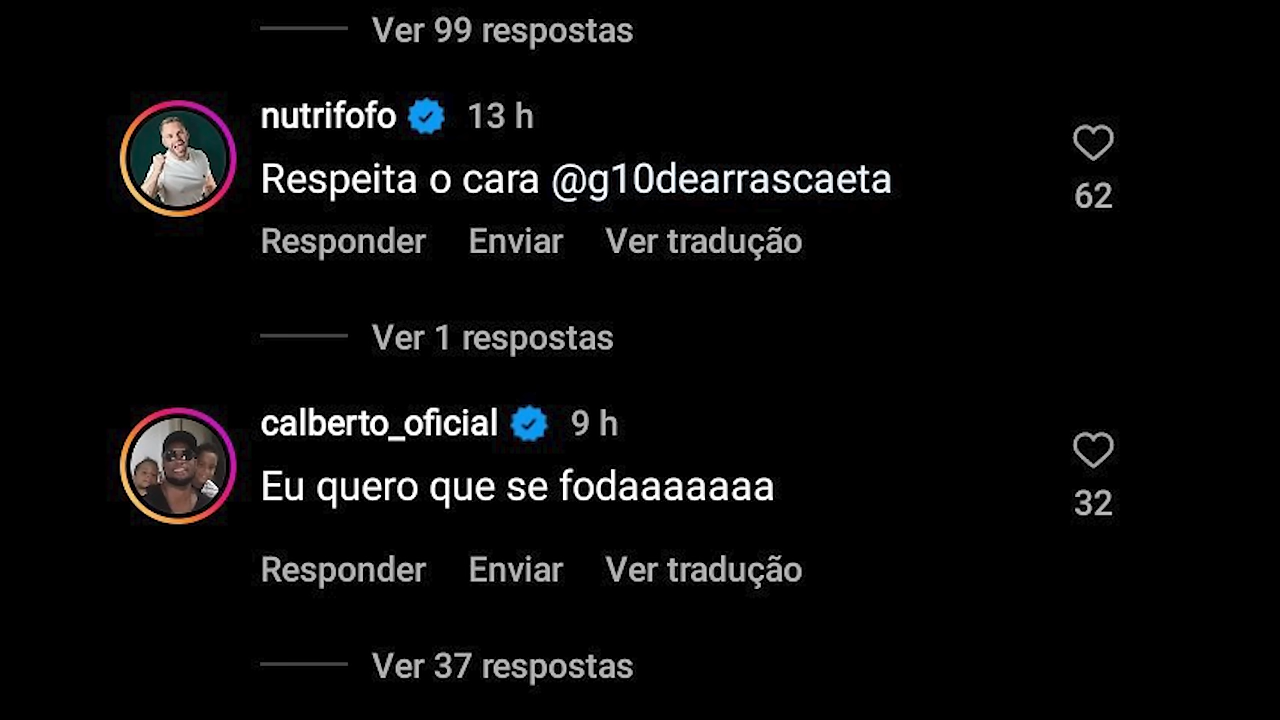 Ver 99 respostas
nutrifofo 13 h
Respeita o cara @g10dearrascaeta
62
Responder Enviar Ver tradução
Ver 1 respostas
calberto_oficial 9 h
Eu quero que se fodaaaaaaa
32
Responder Enviar Ver tradução
Ver 37 respostas